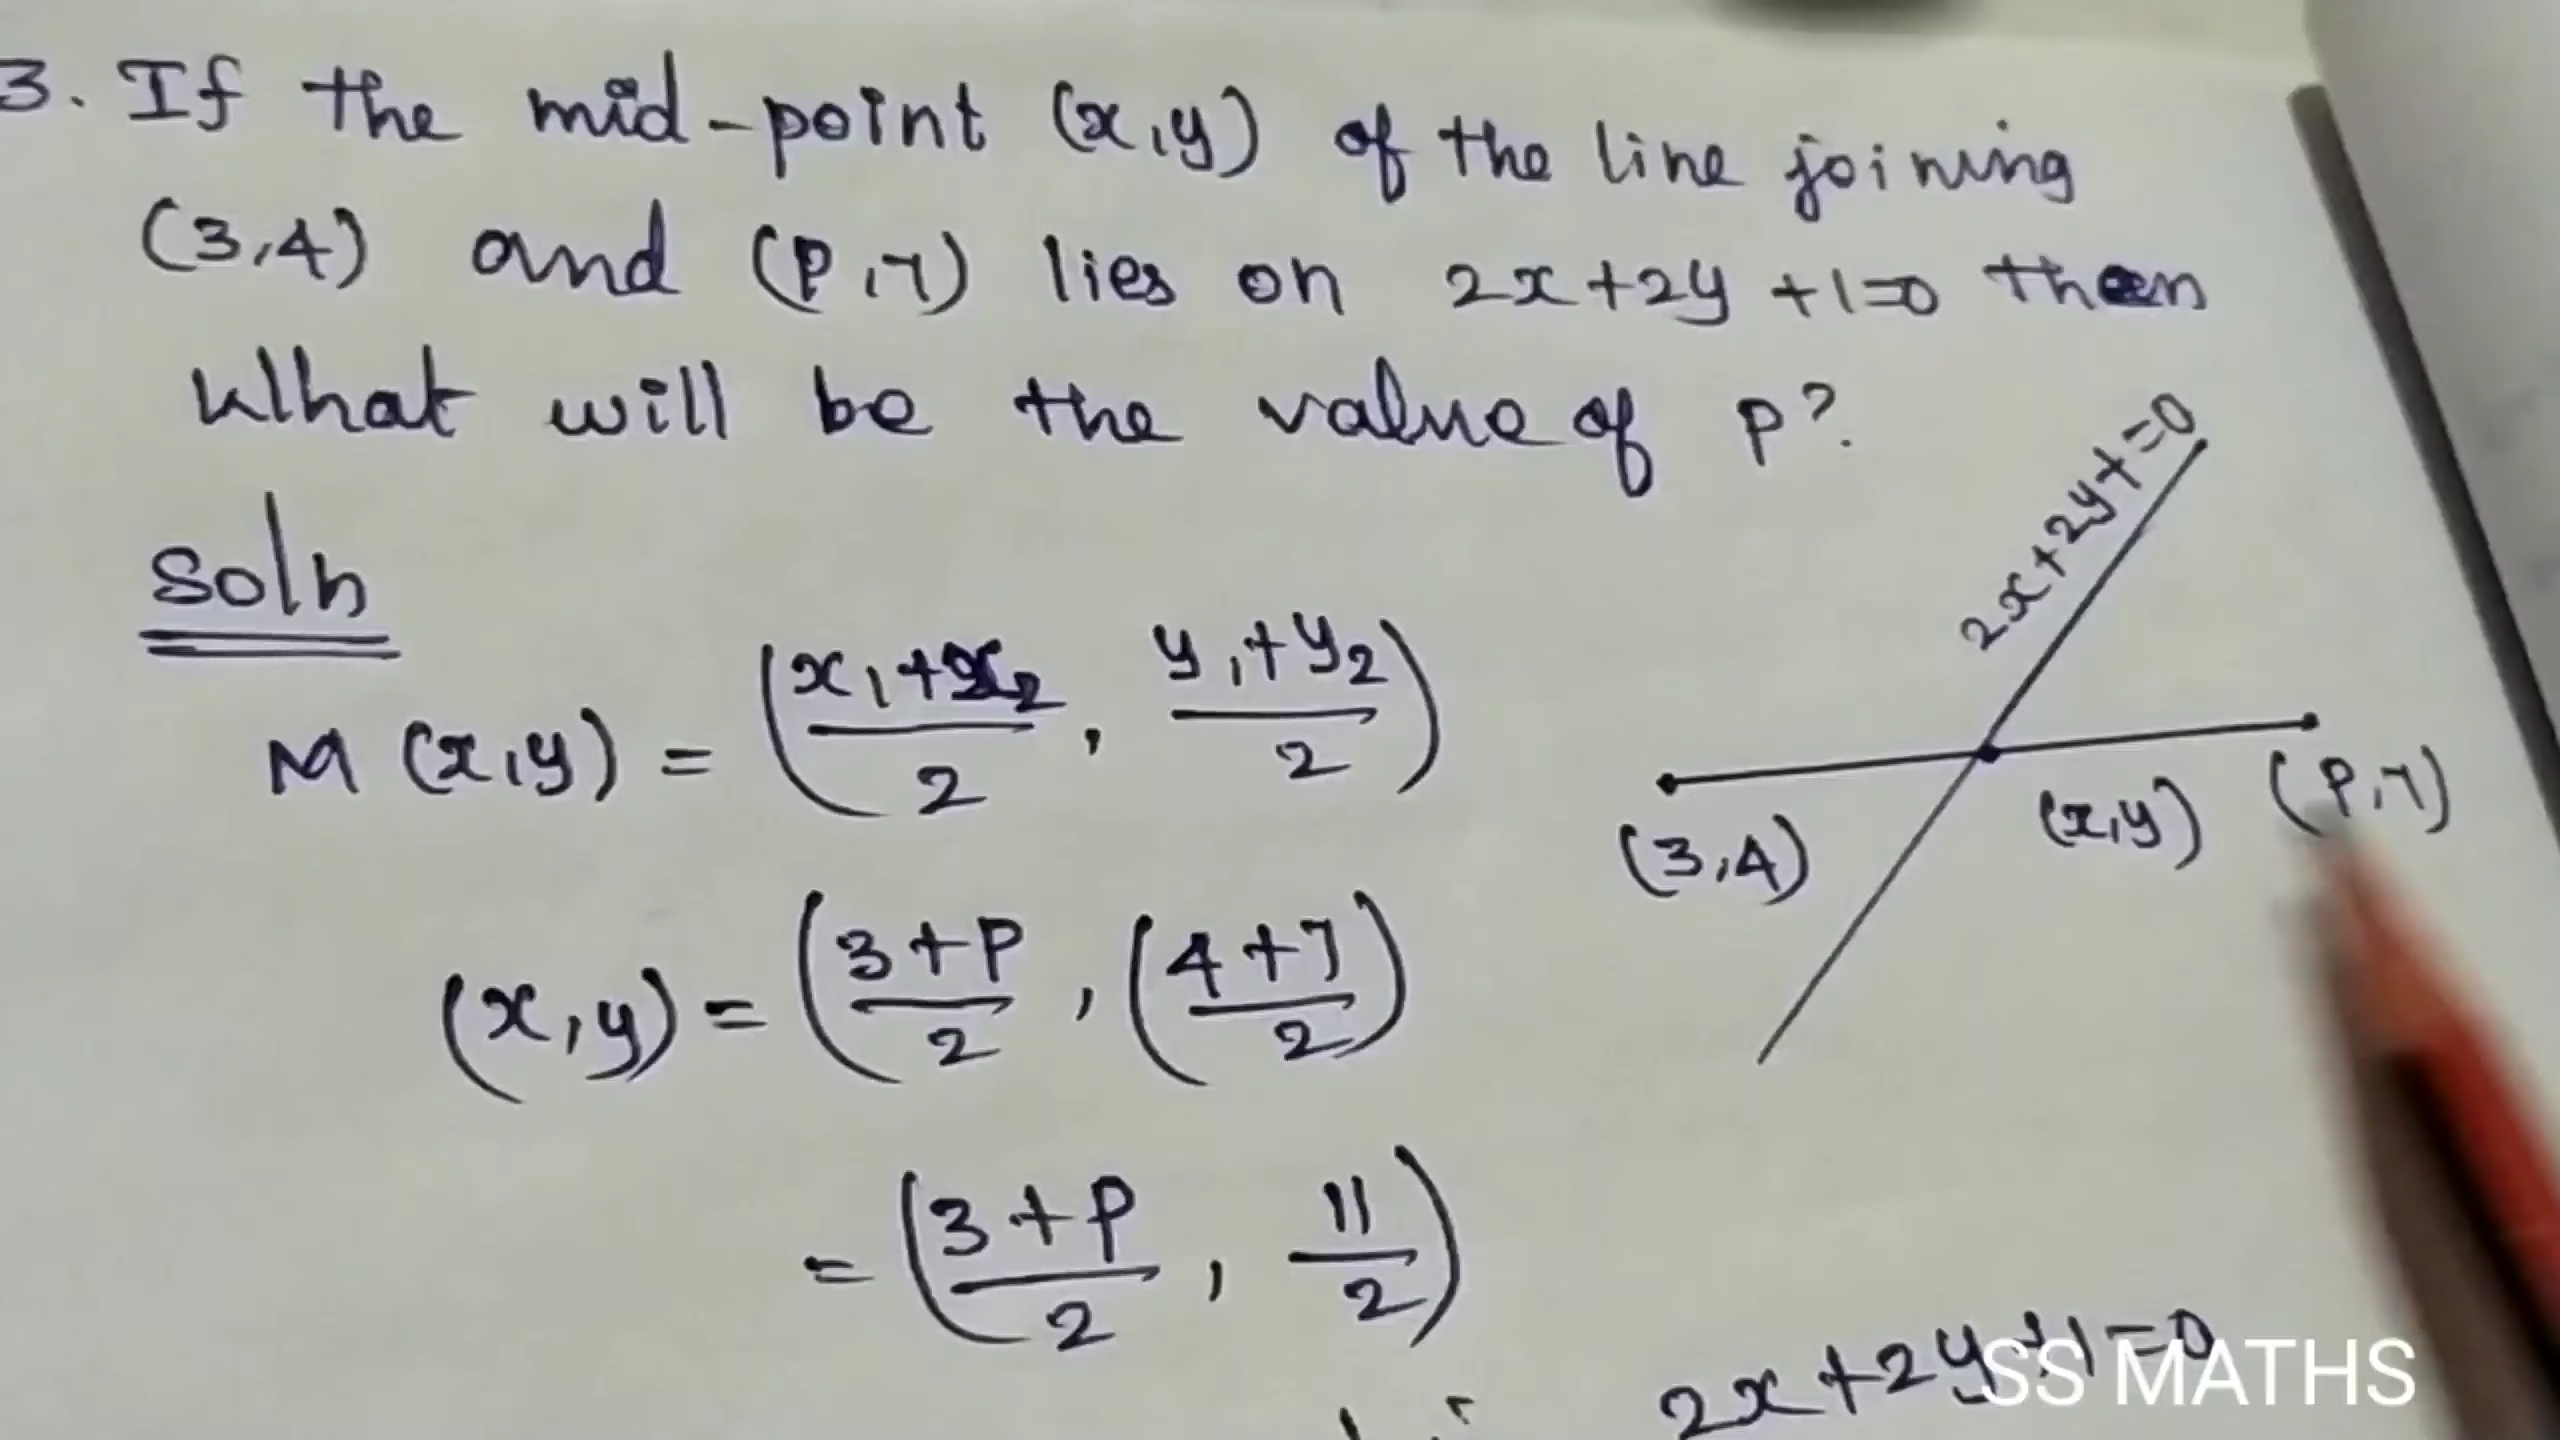 3. If the mid-point (x,y) of the line joining
(3,4) and (P,7) lies on 2x+2y+1=0 then
What will be the value of P?
Soln
M (x,y) = (x1+x2/2, y1+y2/2)
(x,y) = (3+P/2, (4+7/2)
= (3+P/2, 11/2)
2x+2y+=0
(3,4)
(x,y)
(P,7)
2x+2y+1=0
SS MATHS